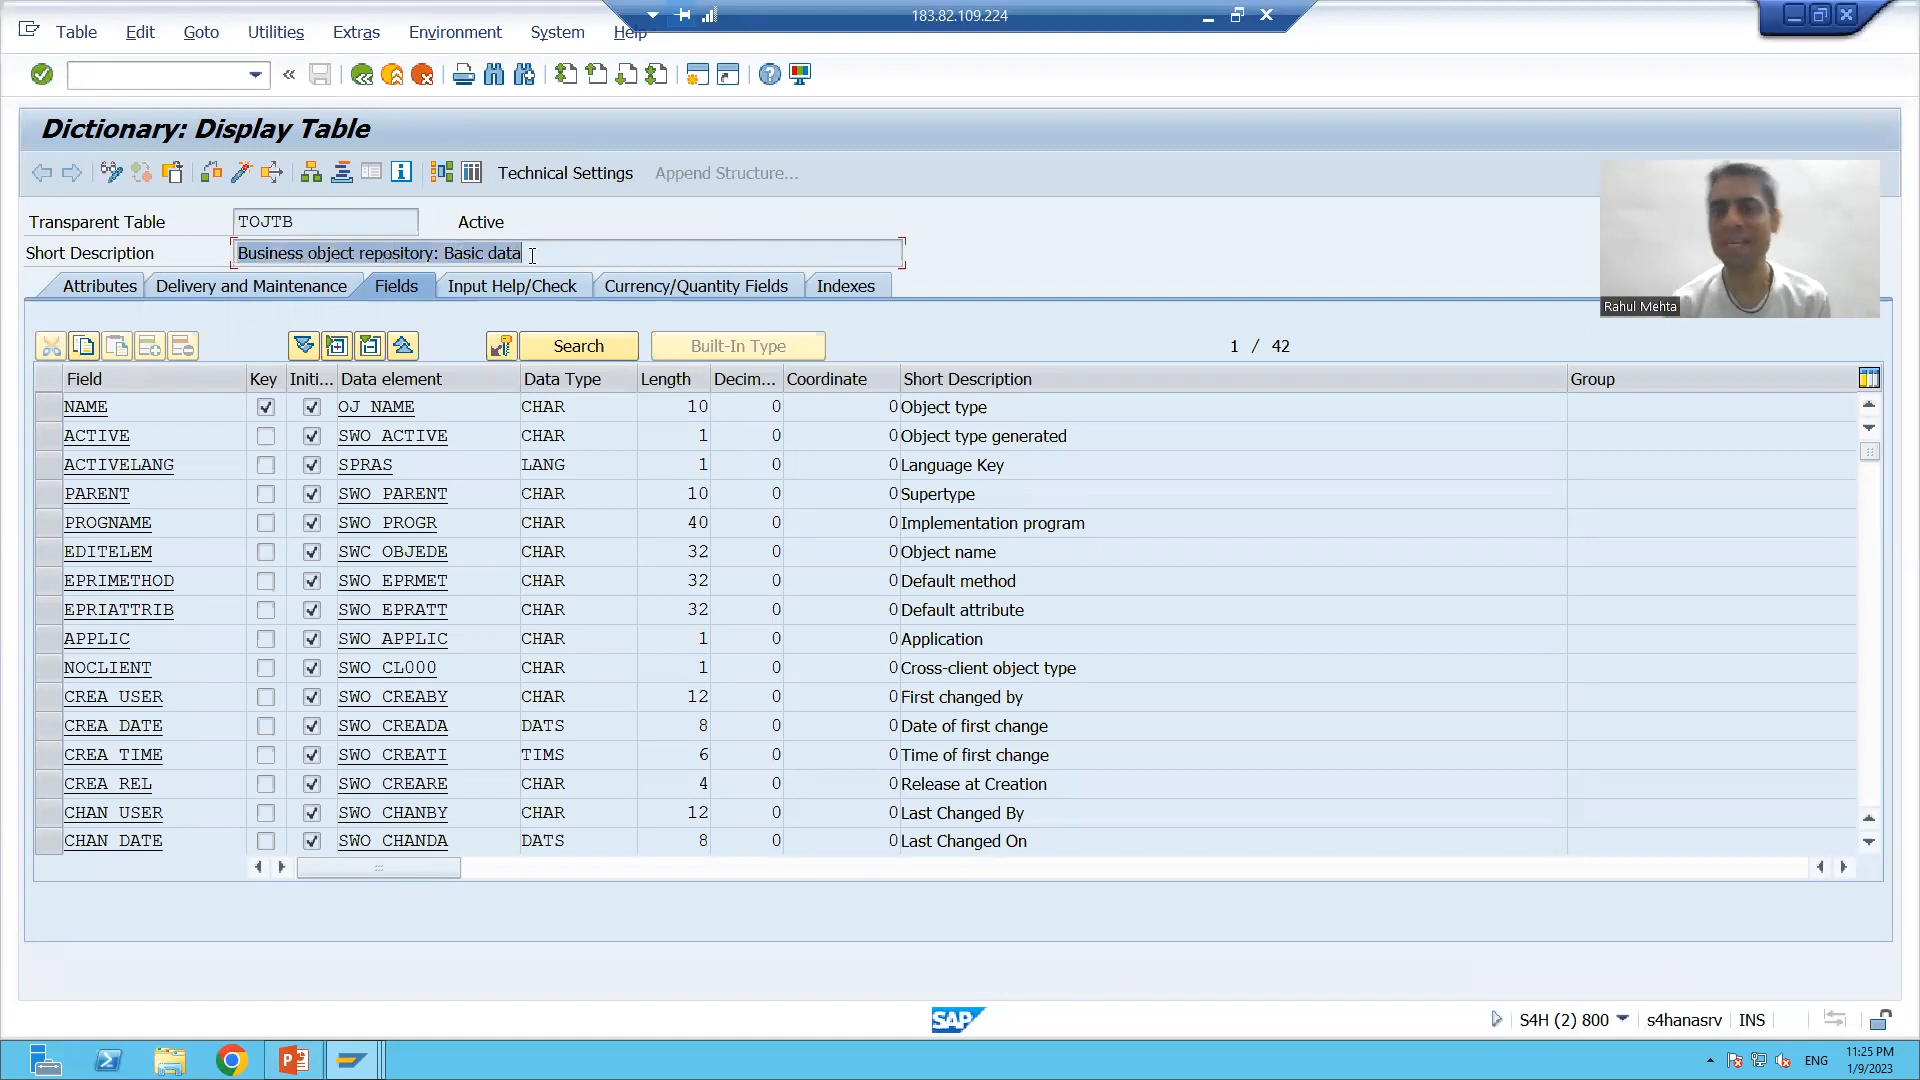 183.82.109.224
Table Edit Goto Utilities Extras Environment System Help
Dictionary: Display Table
Technical Settings Append Structure...
Transparent Table TOJTB Active
Short Description Business object repository: Basic data
Attributes Delivery and Maintenance Fields Input Help/Check Currency/Quantity Fields Indexes
Rahul Mehta
Search Built-In Type 1 / 42
Field Key Initi... Data element Data Type Length Decim... Coordinate Short Description Group
NAME OJ_NAME CHAR 10 0 0 Object type
ACTIVE SWO_ACTIVE CHAR 1 0 0 Object type generated
ACTIVELANG SPRAS LANG 1 0 0 Language Key
PARENT SWO_PARENT CHAR 10 0 0 Supertype
PROGNAME SWO_PROGR CHAR 40 0 0 Implementation program
EDITELEM SWC_OBJEDE CHAR 32 0 0 Object name
EPRIMETHOD SWO_EPRMET CHAR 32 0 0 Default method
EPRIATTRIB SWO_EPRATT CHAR 32 0 0 Default attribute
APPLIC SWO_APPLIC CHAR 1 0 0 Application
NOCLIENT SWO_CL000 CHAR 1 0 0 Cross-client object type
CREA_USER SWO_CREABY CHAR 12 0 0 First changed by
CREA_DATE SWO_CREADA DATS 8 0 0 Date of first change
CREA_TIME SWO_CREATI TIMS 6 0 0 Time of first change
CREA_REL SWO_CREARE CHAR 4 0 0 Release at Creation
CHAN_USER SWO_CHANBY CHAR 12 0 0 Last Changed By
CHAN_DATE SWO_CHANDA DATS 8 0 0 Last Changed On
SAP S4H (2) 800 s4hanasrv INS
ENG 11:25 PM
1/9/2023